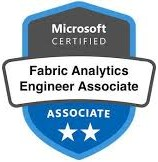 Microsoft
CERTIFIED
Fabric Analytics
Engineer Associate
ASSOCIATE